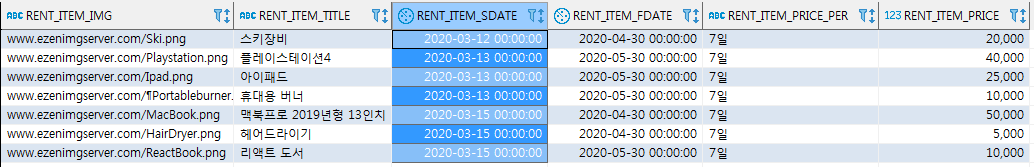 RENT_ITEM_IMG RENT_ITEM_TITLE RENT_ITEM_SDATE RENT_ITEM_FDATE RENT_ITEM_PRICE_PER 123 RENT_ITEM_PRICE
www.ezenimgserver.com/Ski.png 스키장비 2020-03-12 00:00:00 2020-04-30 00:00:00 7일 20,000
www.ezenimgserver.com/Playstation.png 플레이스테이션4 2020-03-13 00:00:00 2020-05-30 00:00:00 7일 40,000
www.ezenimgserver.com/Ipad.png 아이패드 2020-03-13 00:00:00 2020-05-30 00:00:00 7일 25,000
www.ezenimgserver.com/¶Portableburner. 휴대용 버너 2020-03-13 00:00:00 2020-05-30 00:00:00 7일 10,000
www.ezenimgserver.com/MacBook.png 맥북프로 2019년형 13인치 2020-03-15 00:00:00 2020-04-30 00:00:00 7일 50,000
www.ezenimgserver.com/HairDryer.png 헤어드라이기 2020-03-15 00:00:00 2020-04-30 00:00:00 7일 5,000
www.ezenimgserver.com/ReactBook.png 리액트 도서 2020-03-15 00:00:00 2020-05-30 00:00:00 7일 10,000